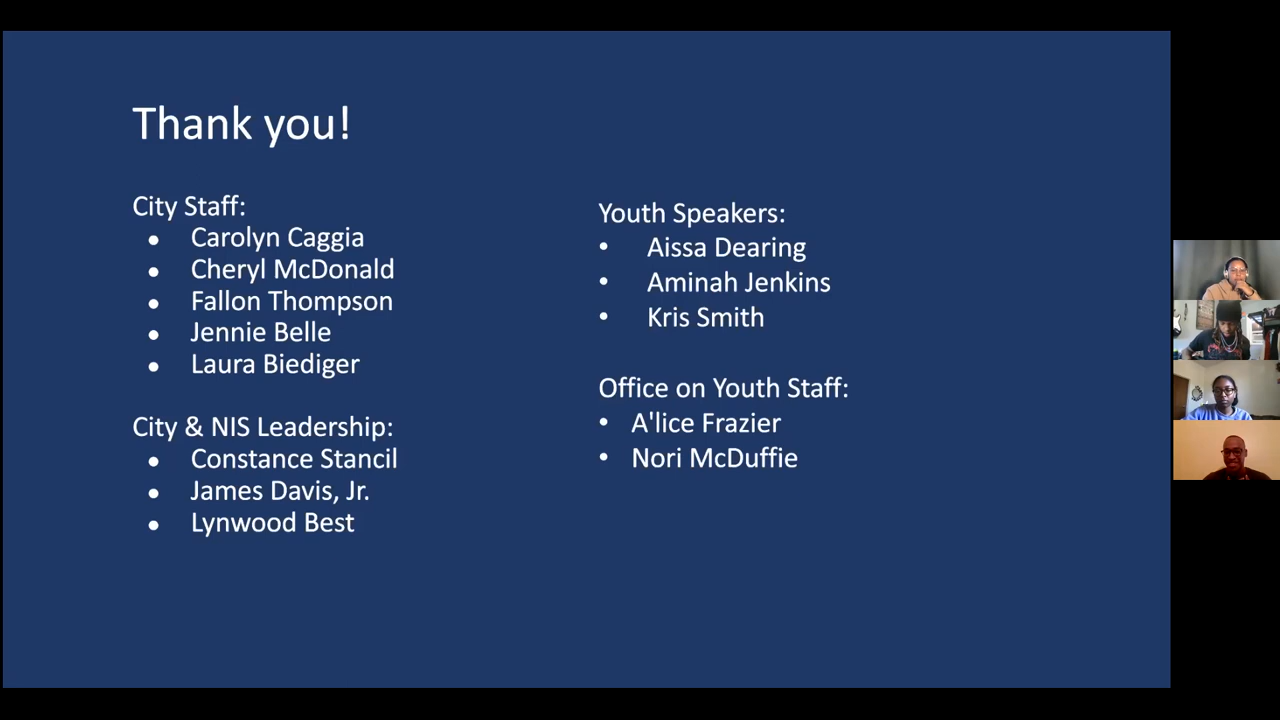 Thank you!
City Staff:
● Carolyn Caggia
● Cheryl McDonald
● Fallon Thompson
● Jennie Belle
● Laura Biediger
City & NIS Leadership:
● Constance Stancil
● James Davis, Jr.
● Lynwood Best
Youth Speakers:
• Aissa Dearing
• Aminah Jenkins
• Kris Smith
Office on Youth Staff:
• A'lice Frazier
• Nori McDuffie